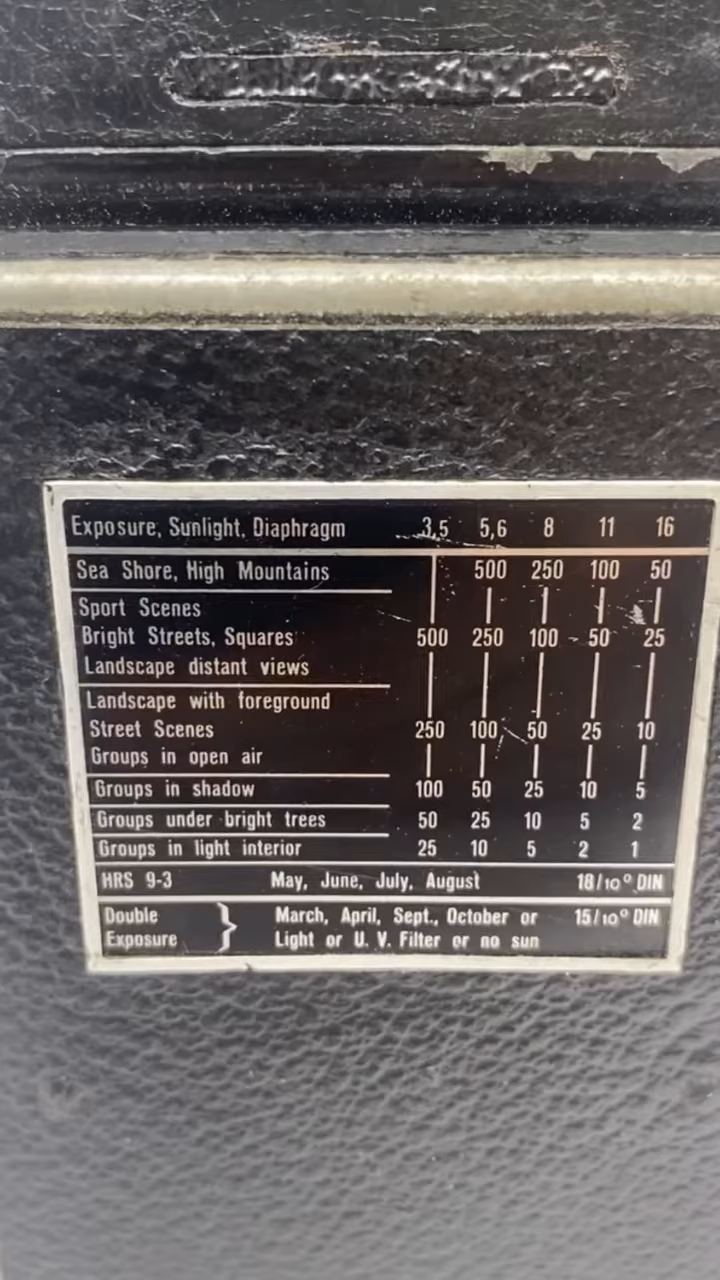 Exposure, Sunlight, Diaphragm 3,5 5,6 8 11 16
Sea Shore, High Mountains 500 250 100 50
Sport Scenes
Bright Streets, Squares 500 250 100 50 25
Landscape distant views
Landscape with foreground
Street Scenes 250 100 50 25 10
Groups in open air
Groups in shadow 100 50 25 10 5
Groups under bright trees 50 25 10 5 2
Groups in light interior 25 10 5 2 1
HRS 9-3 May, June, July, August 18/10° DIN
Double } March, April, Sept., October or 15/10° DIN
Exposure Light or U. V. Filter or no sun